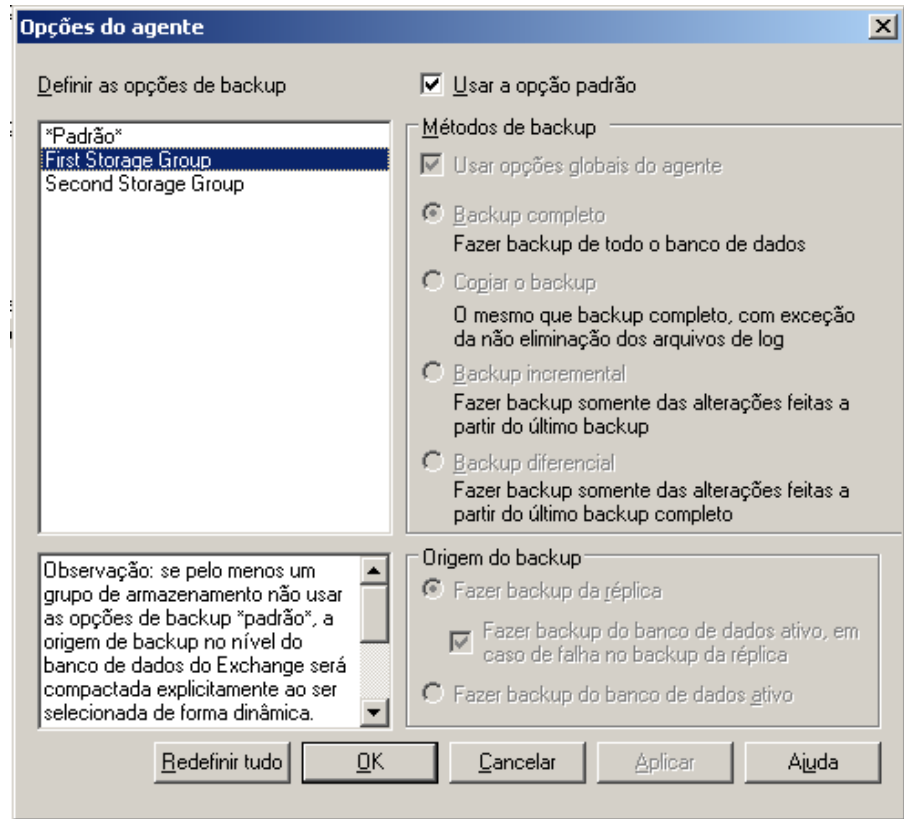 Opções do agente
Definir as opções de backup
*Padrão*
First Storage Group
Second Storage Group
Observação: se pelo menos um
grupo de armazenamento não usar
as opções de backup *padrão*, a
origem de backup no nível do
banco de dados do Exchange será
compactada explicitamente ao ser
selecionada de forma dinâmica.
Usar a opção padrão
Métodos de backup
Usar opções globais do agente
Backup completo
Fazer backup de todo o banco de dados
Copiar o backup
O mesmo que backup completo, com exceção
da não eliminação dos arquivos de log
Backup incremental
Fazer backup somente das alterações feitas a
partir do último backup
Backup diferencial
Fazer backup somente das alterações feitas a
partir do último backup completo
Origem do backup
Fazer backup da réplica
Fazer backup do banco de dados ativo, em
caso de falha no backup da réplica
Fazer backup do banco de dados ativo
Redefinir tudo
OK
Cancelar
Aplicar
Ajuda